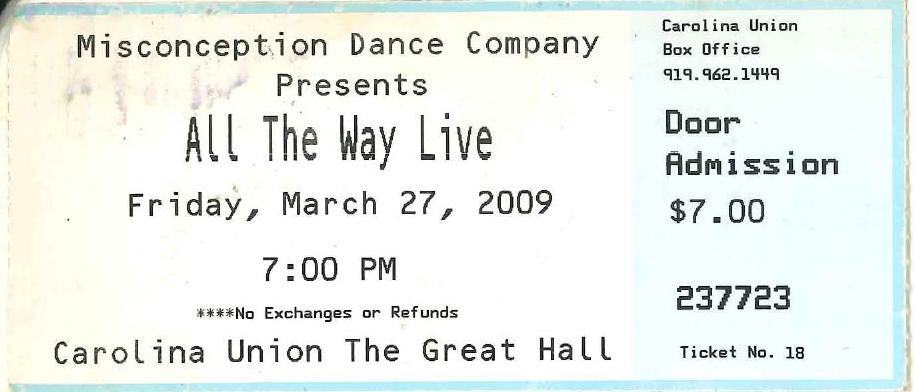 Misconception Dance Company
Presents
All The Way Live
Friday, March 27, 2009
7:00 PM
****No Exchanges or Refunds
Carolina Union The Great Hall
Carolina Union
Box Office
919.962.1449
Door
Admission
$7.00
237723
Ticket No. 18